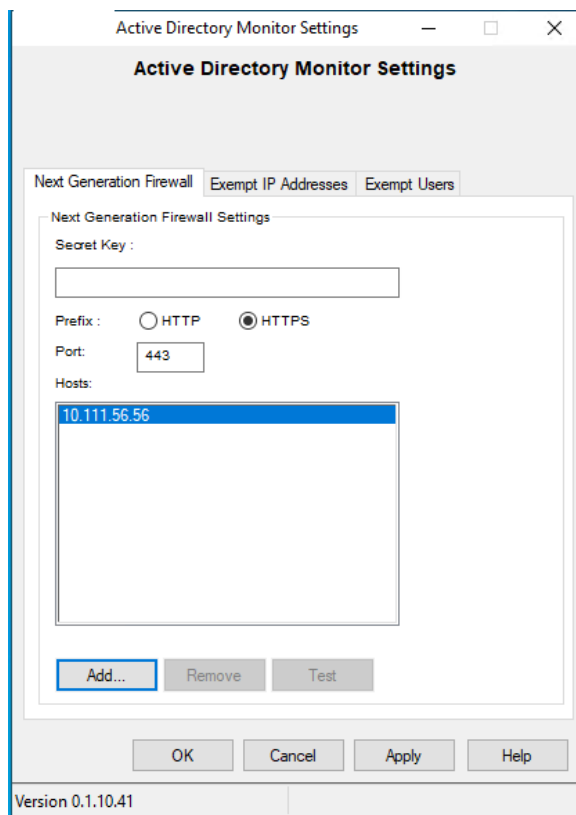 Active Directory Monitor Settings
Active Directory Monitor Settings
Next Generation Firewall Exempt IP Addresses Exempt Users
Next Generation Firewall Settings
Secret Key :
Prefix : HTTP HTTPS
Port: 443
Hosts:
10.111.56.56
Add... Remove Test
OK Cancel Apply Help
Version 0.1.10.41